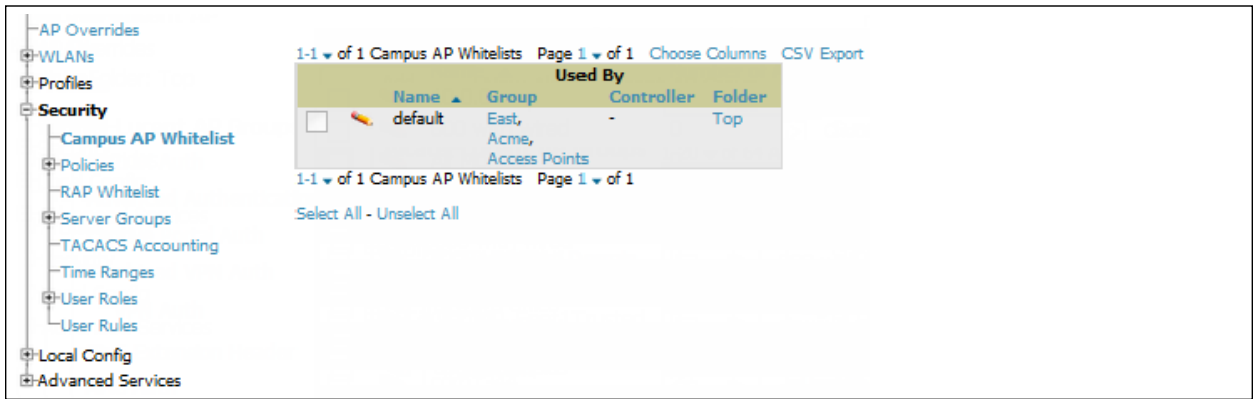 AP Overrides
WLANs
Profiles
Security
Campus AP Whitelist
Policies
RAP Whitelist
Server Groups
TACACS Accounting
Time Ranges
User Roles
User Rules
Local Config
Advanced Services
1-1 of 1 Campus AP Whitelists Page 1 of 1 Choose Columns CSV Export
Used By
Name Group Controller Folder
default East, - Top
Acme,
Access Points
1-1 of 1 Campus AP Whitelists Page 1 of 1
Select All - Unselect All